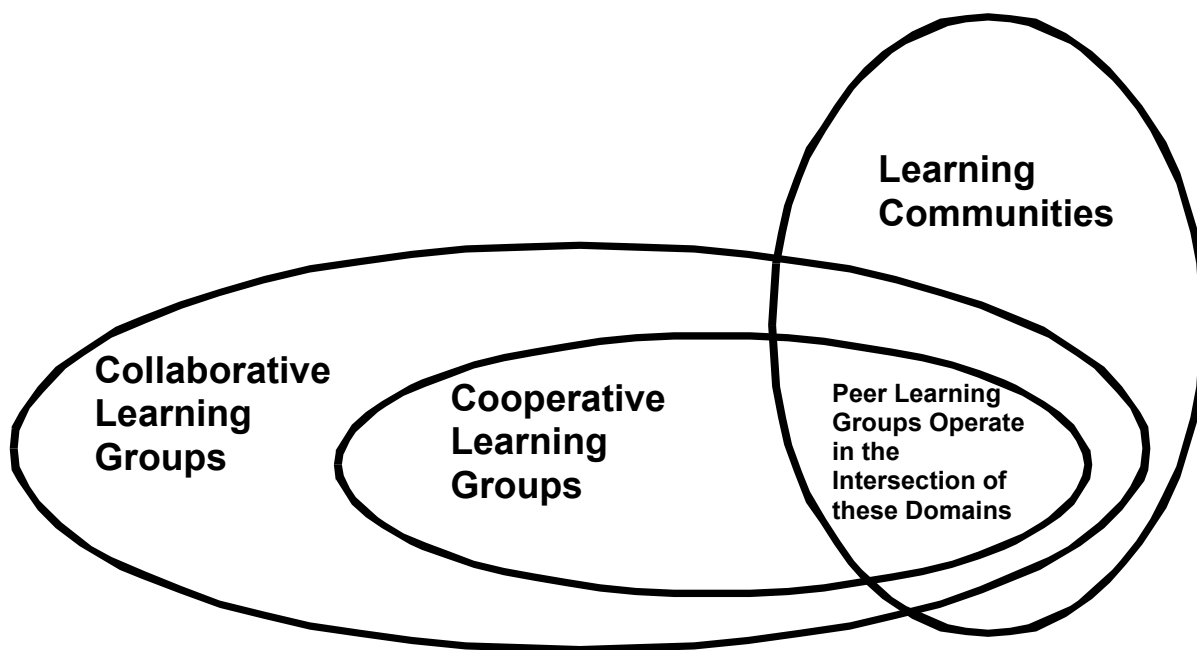 Learning
Communities
Collaborative
Learning
Groups
Cooperative
Learning
Groups
Peer Learning
Groups Operate
in the
Intersection of
these Domains